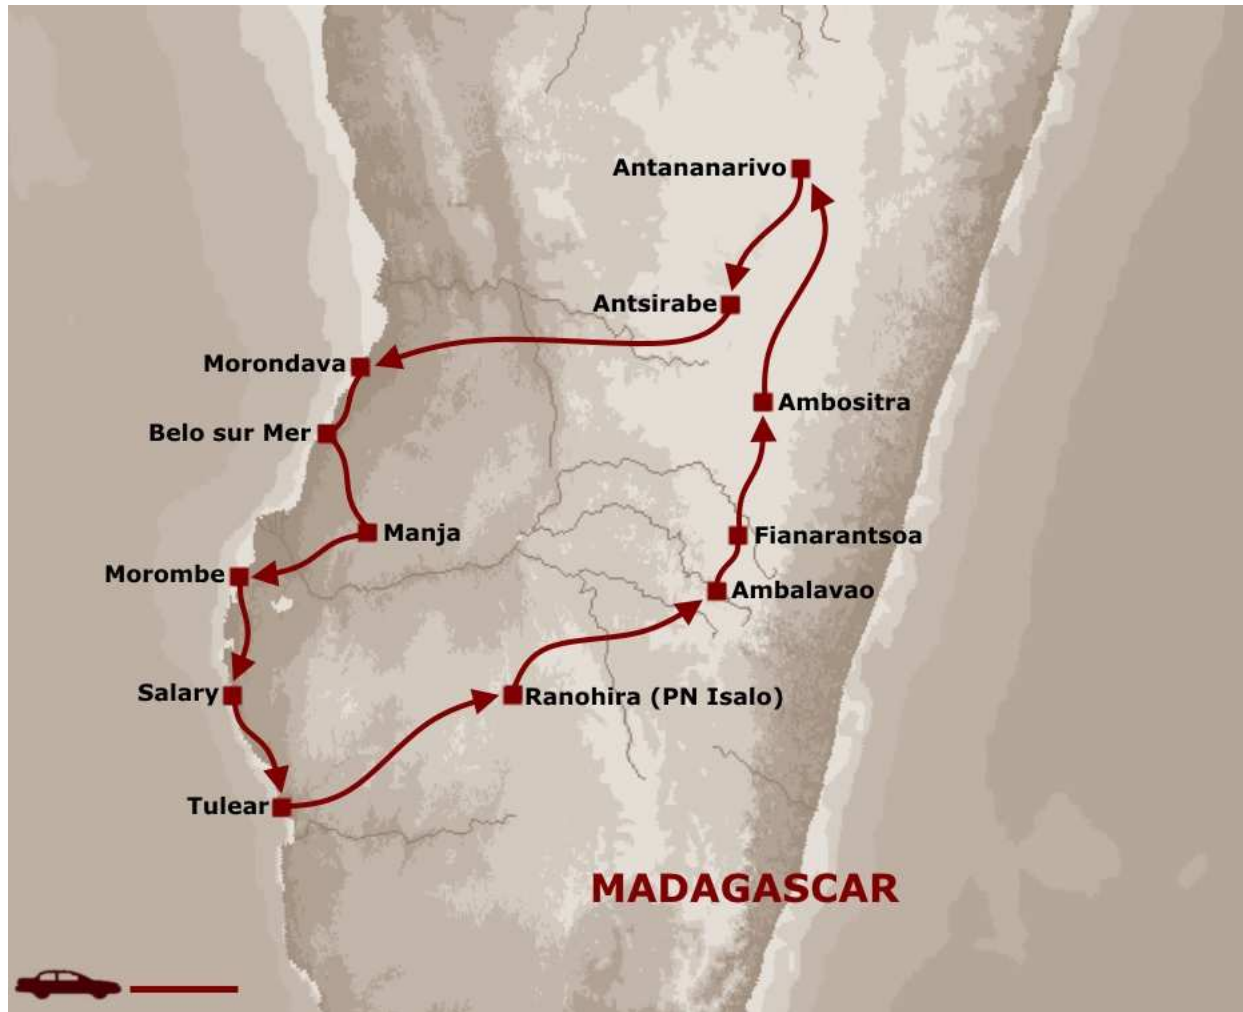 Antananarivo
Antsirabe
Morondava
Ambositra
Belo sur Mer
Manja
Fianarantsoa
Morombe
Ambalavao
Salary
Ranohira (PN Isalo)
Tulear
MADAGASCAR